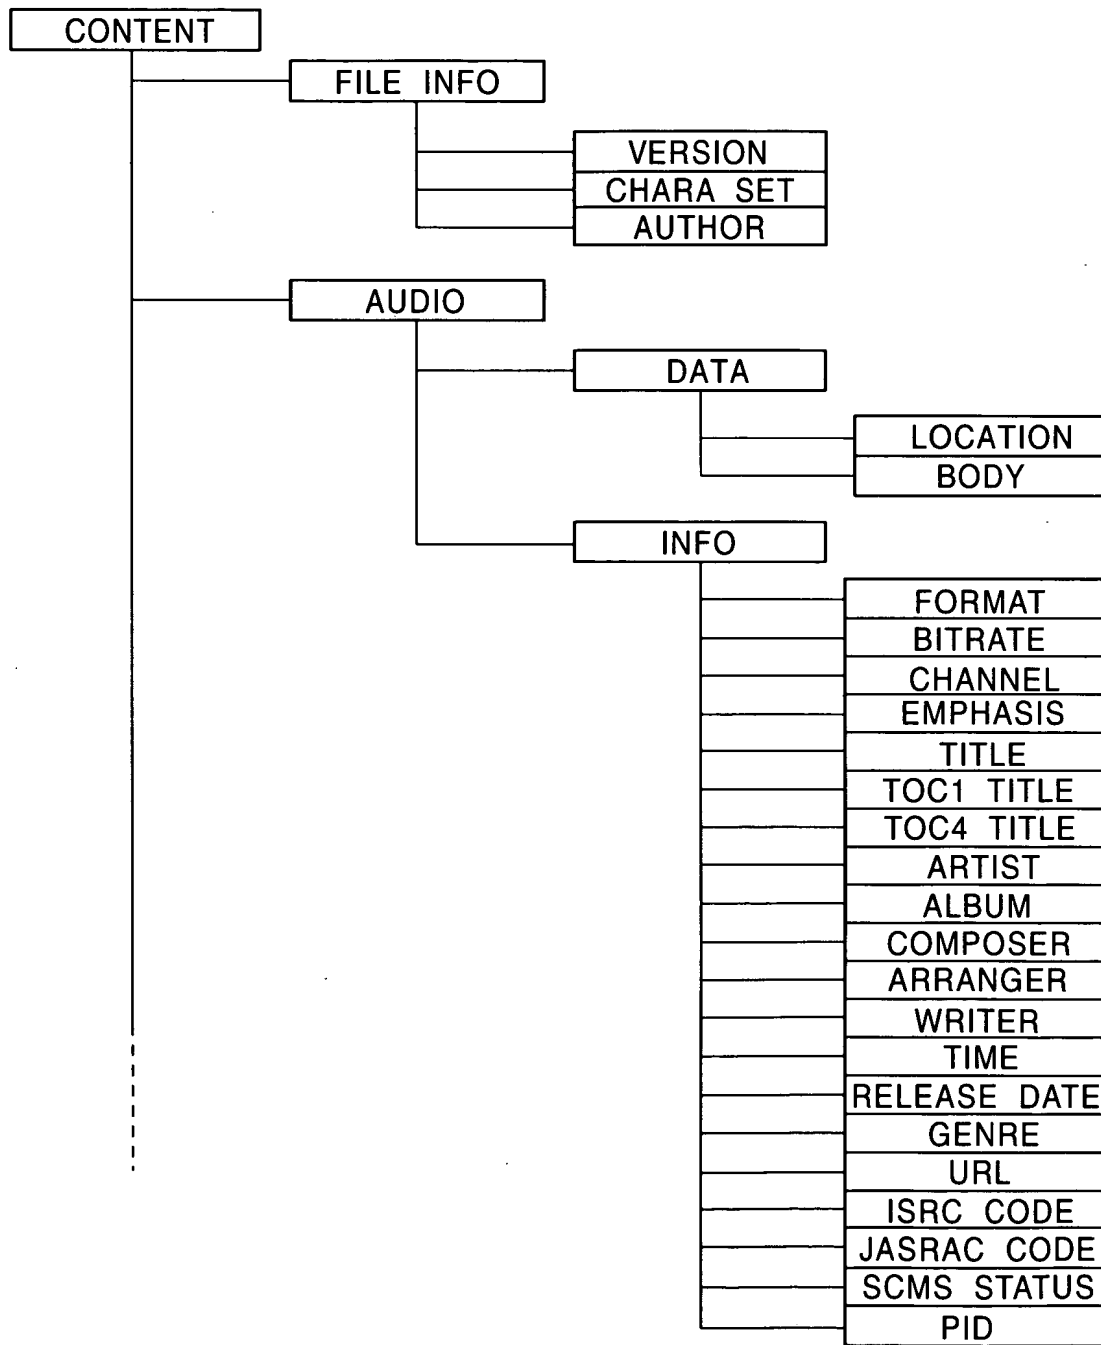 CONTENT
FILE INFO
VERSION
CHARA SET
AUTHOR
AUDIO
DATA
LOCATION
BODY
INFO
FORMAT
BITRATE
CHANNEL
EMPHASIS
TITLE
TOC1 TITLE
TOC4 TITLE
ARTIST
ALBUM
COMPOSER
ARRANGER
WRITER
TIME
RELEASE DATE
GENRE
URL
ISRC CODE
JASRAC CODE
SCMS STATUS
PID